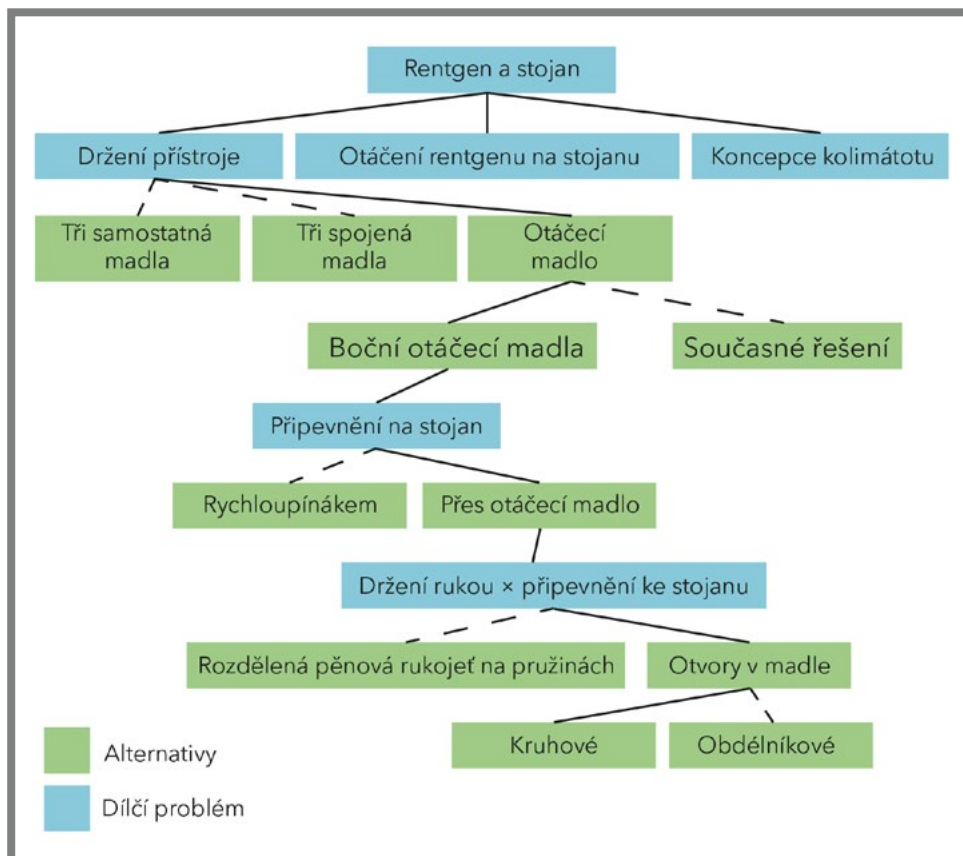 Rentgen a stojan
Držení přístroje
Otáčení rentgenu na stojanu
Koncepce kolimátotu
Tři samostatná
madla
Tři spojená
madla
Otáčecí
madlo
Boční otáčecí madla
Současné řešení
Připevnění na stojan
Rychloupínákem
Přes otáčecí madlo
Držení rukou × připevnění ke stojanu
Rozdělená pěnová rukojeť na pružinách
Otvory v madle
Kruhové
Obdélníkové
Alternativy
Dílčí problém